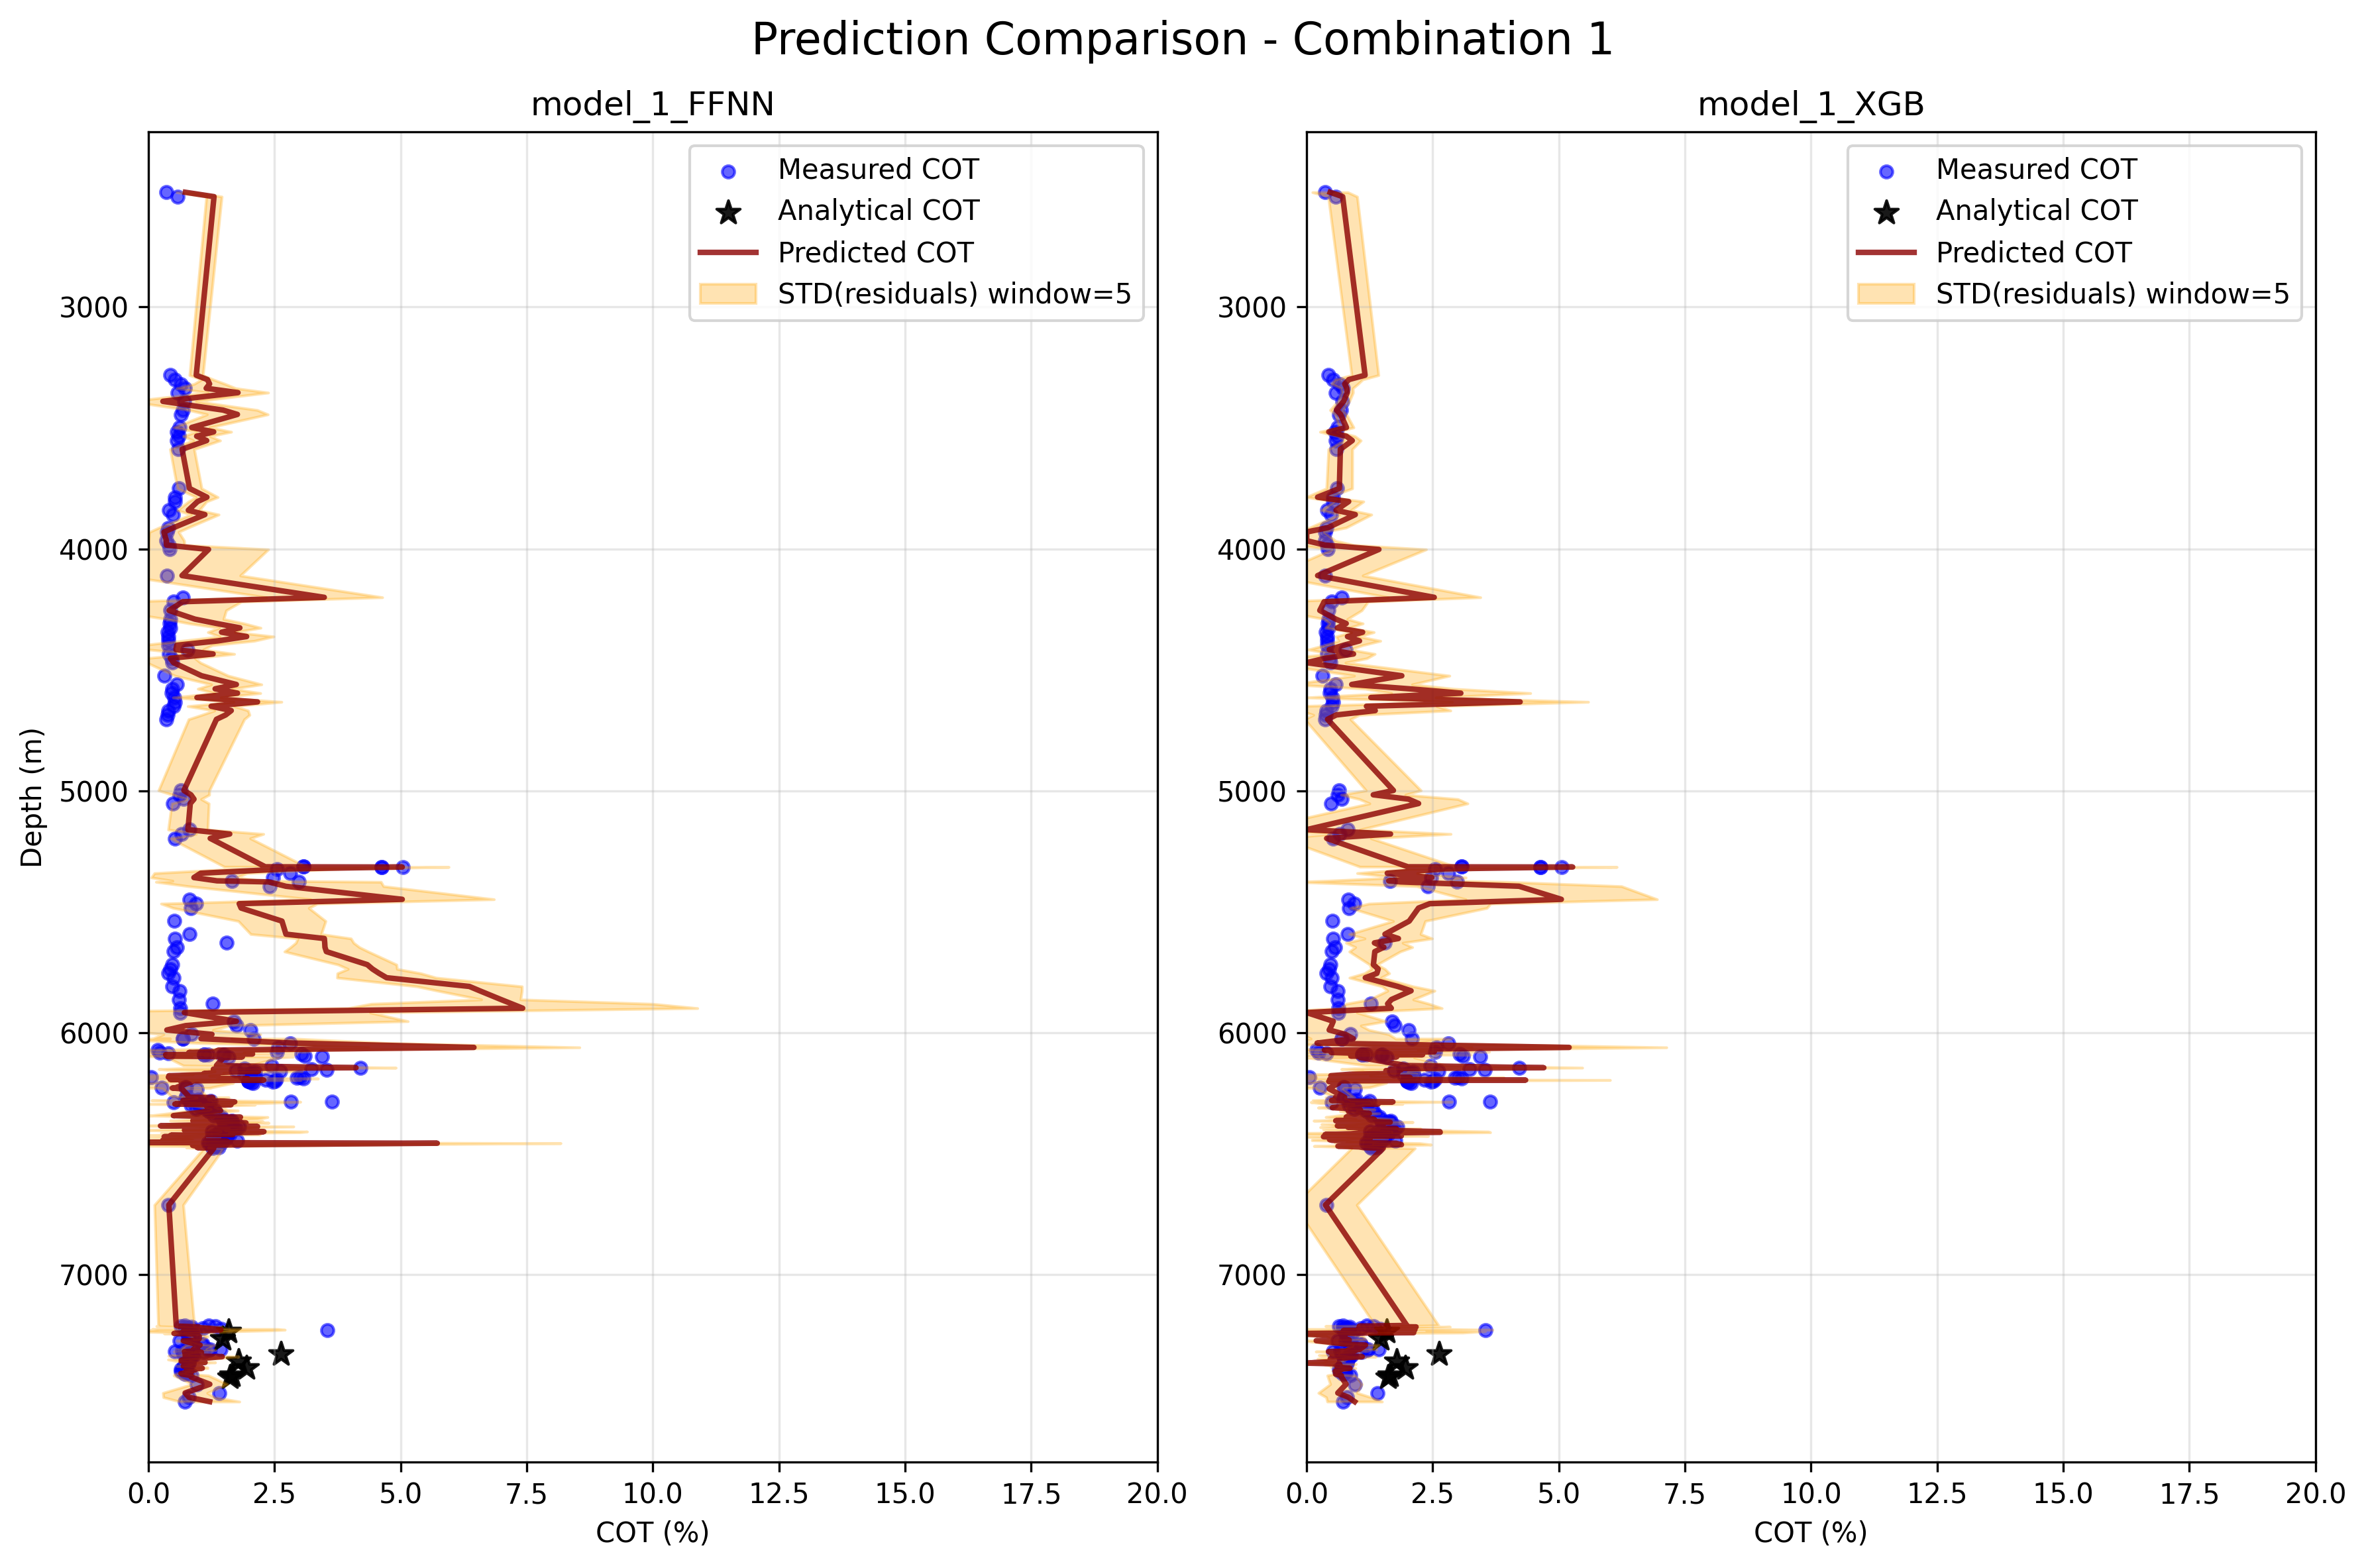 Prediction Comparison - Combination 1
model_1_FFNN
Measured COT
Analytical COT
Predicted COT
STD(residuals) window=5
3000
4000
5000
6000
7000
Depth (m)
0.0 2.5 5.0 7.5 10.0 12.5 15.0 17.5 20.0
COT (%)
model_1_XGB
Measured COT
Analytical COT
Predicted COT
STD(residuals) window=5
3000
4000
5000
6000
7000
0.0 2.5 5.0 7.5 10.0 12.5 15.0 17.5 20.0
COT (%)